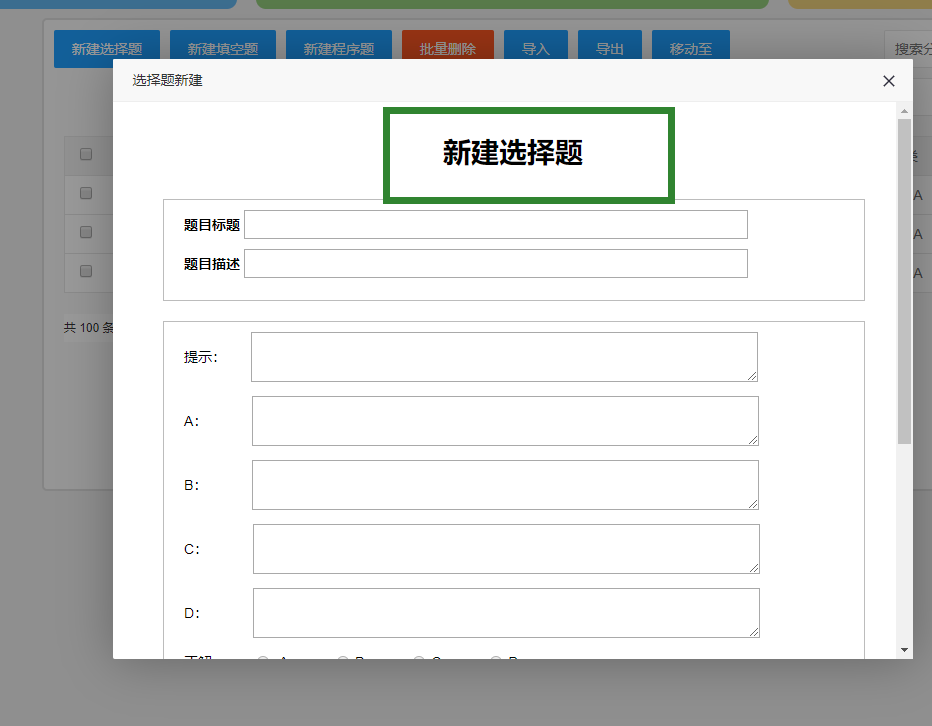 新建选择题 新建填空题 新建程序题 批量删除 导入 导出 移动至 搜索分
选择题新建
新建选择题
题目标题
题目描述
提示：
A：
B：
C：
D：
A
A
A
共 100 条